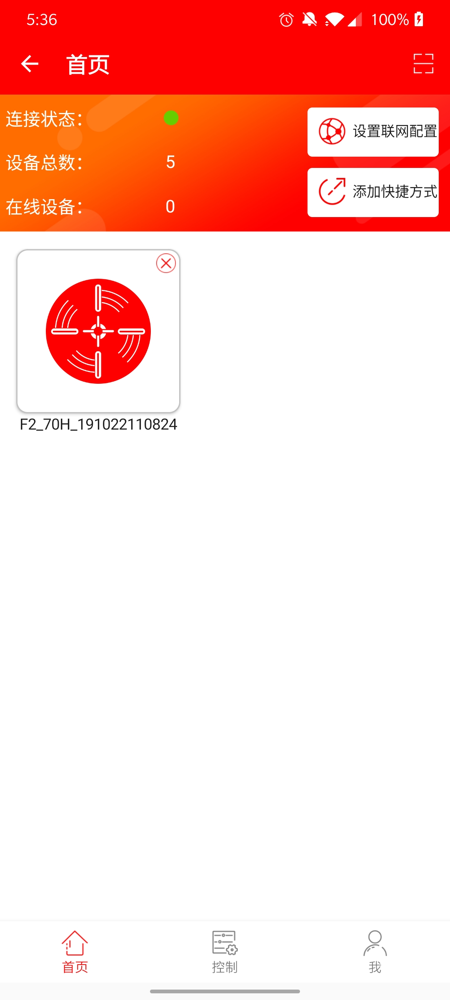 5:36
100%
首页
连接状态：
设备总数： 5
在线设备： 0
设置联网配置
添加快捷方式
F2_70H_191022110824
首页
控制
我